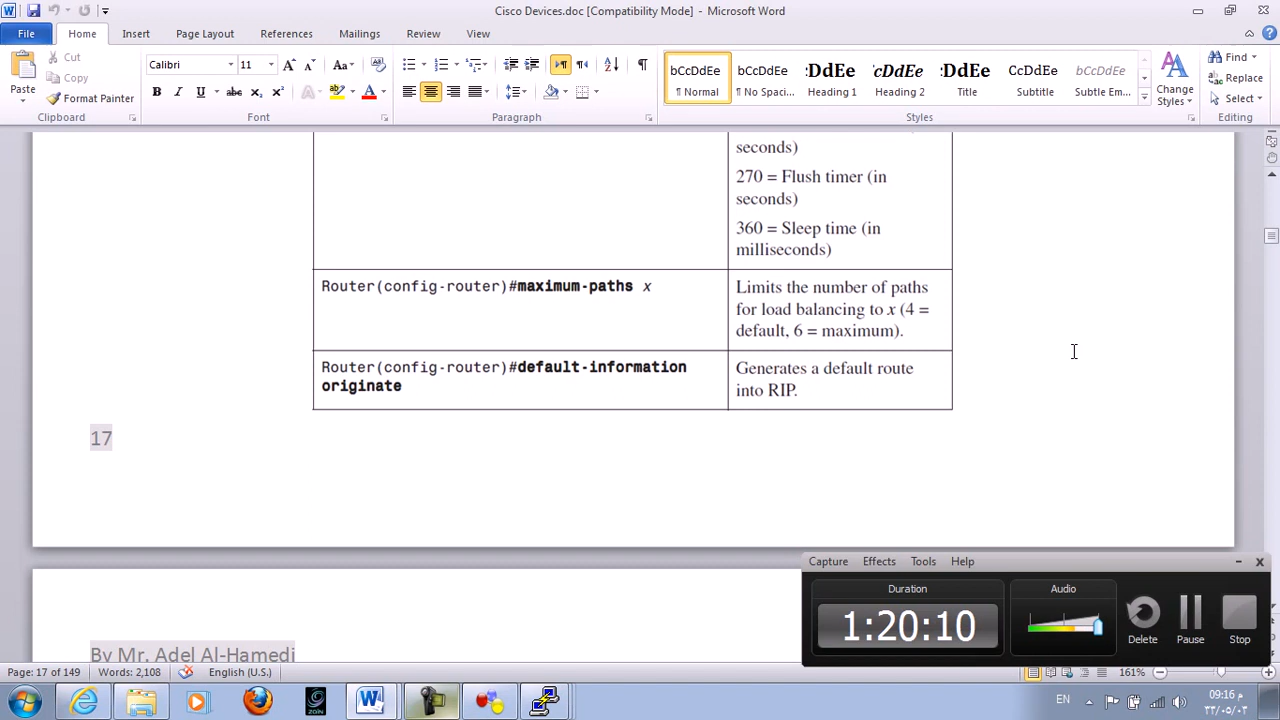 Cisco Devices.doc [Compatibility Mode] - Microsoft Word
File Home Insert Page Layout References Mailings Review View
Cut
Copy
Paste
Format Painter
Clipboard
Calibri 11
Font
Paragraph
bCcDdEe bCcDdEe :DdEe cDdEe :DdEe CcDdEe bCcDdEe
¶ Normal ¶ No Spaci... Heading 1 Heading 2 Title Subtitle Subtle Em...
Change Styles
Styles
Find
Replace
Select
Editing
seconds)
270 = Flush timer (in
seconds)
360 = Sleep time (in
milliseconds)
Router(config-router)#maximum-paths x
Limits the number of paths
for load balancing to x (4 =
default, 6 = maximum).
Router(config-router)#default-information
originate
Generates a default route
into RIP.
17
By Mr. Adel Al-Hamedi
Capture Effects Tools Help
Duration
1:20:10
Audio
Delete Pause Stop
Page: 17 of 149 Words: 2,108 English (U.S.) 161%
zain
EN
09:16 م
٣٣/٠٥/٠٣